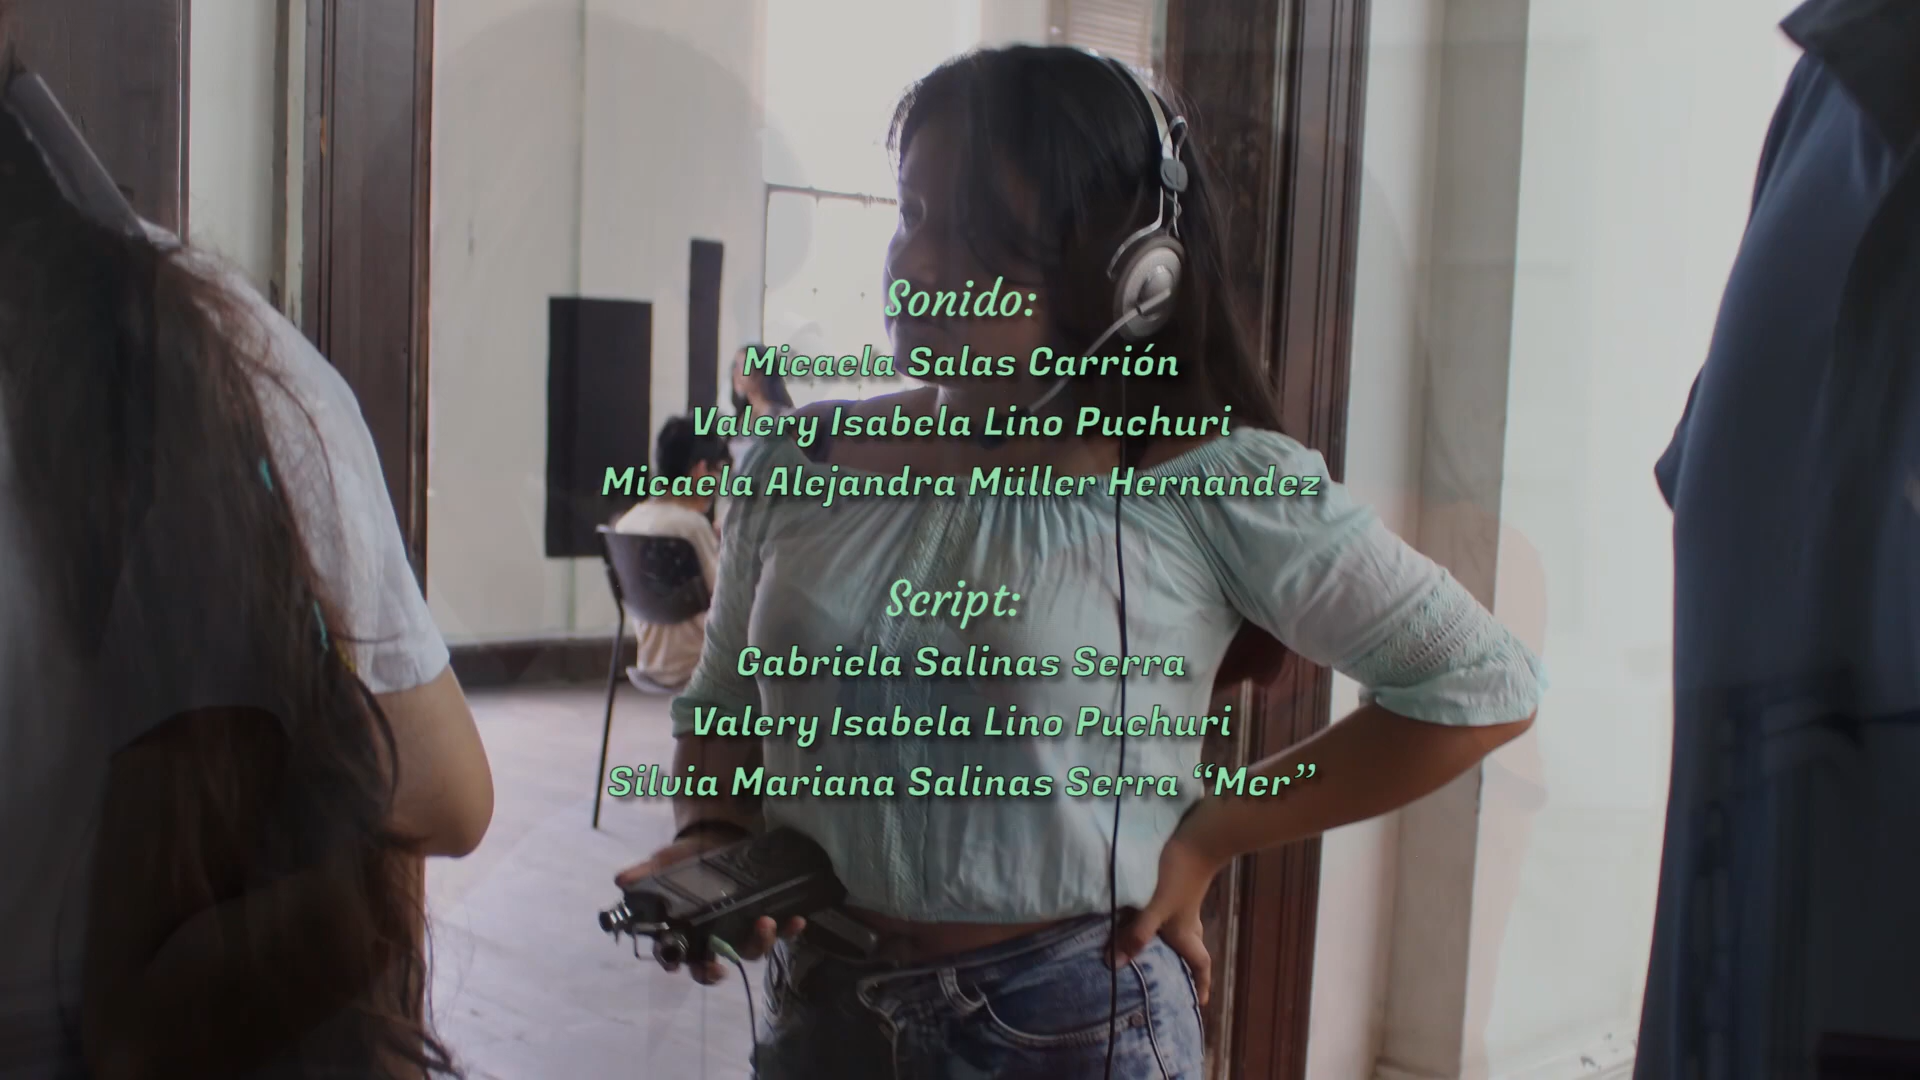 Sonido:
Micaela Salas Carrión
Valery Isabela Lino Puchuri
Micaela Alejandra Müller Hernandez
Script:
Gabriela Salinas Serra
Valery Isabela Lino Puchuri
Silvia Mariana Salinas Serra “Mer”